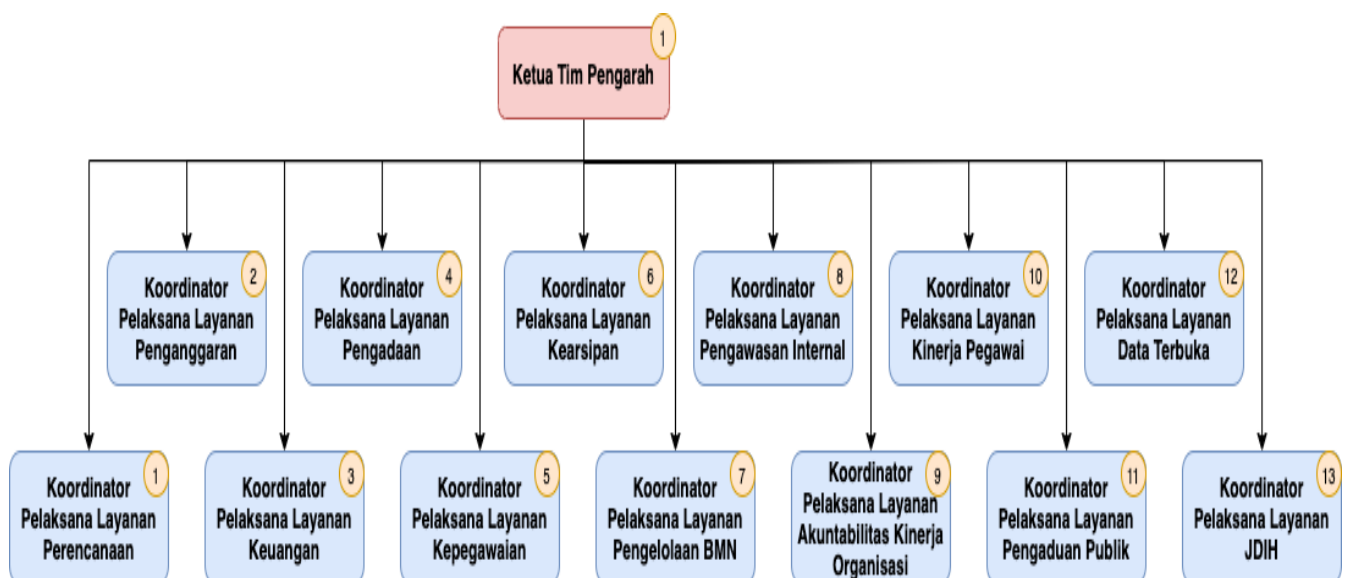 1
Ketua Tim Pengarah
2
Koordinator
Pelaksana Layanan
Penganggaran
4
Koordinator
Pelaksana Layanan
Pengadaan
6
Koordinator
Pelaksana Layanan
Kearsipan
8
Koordinator
Pelaksana Layanan
Pengawasan Internal
10
Koordinator
Pelaksana Layanan
Kinerja Pegawai
12
Koordinator
Pelaksana Layanan
Data Terbuka
1
Koordinator
Pelaksana Layanan
Perencanaan
3
Koordinator
Pelaksana Layanan
Keuangan
5
Koordinator
Pelaksana Layanan
Kepegawaian
7
Koordinator
Pelaksana Layanan
Pengelolaan BMN
9
Koordinator
Pelaksana Layanan
Akuntabilitas Kinerja
Organisasi
11
Koordinator
Pelaksana Layanan
Pengaduan Publik
13
Koordinator
Pelaksana Layanan
JDIH